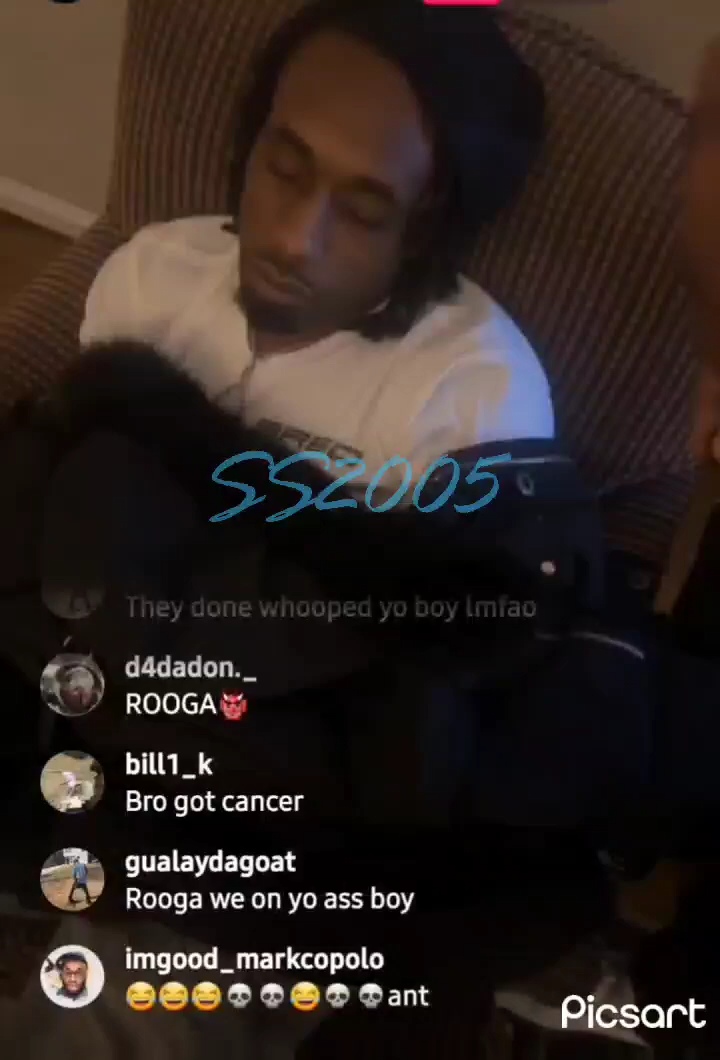 SS2005
They done whooped yo boy lmfao
d4dadon._
ROOGA👹
bill1_k
Bro got cancer
gualaydagoat
Rooga we on yo ass boy
imgood_markcopolo
😂😂😂💀💀😂💀💀ant
Picsart